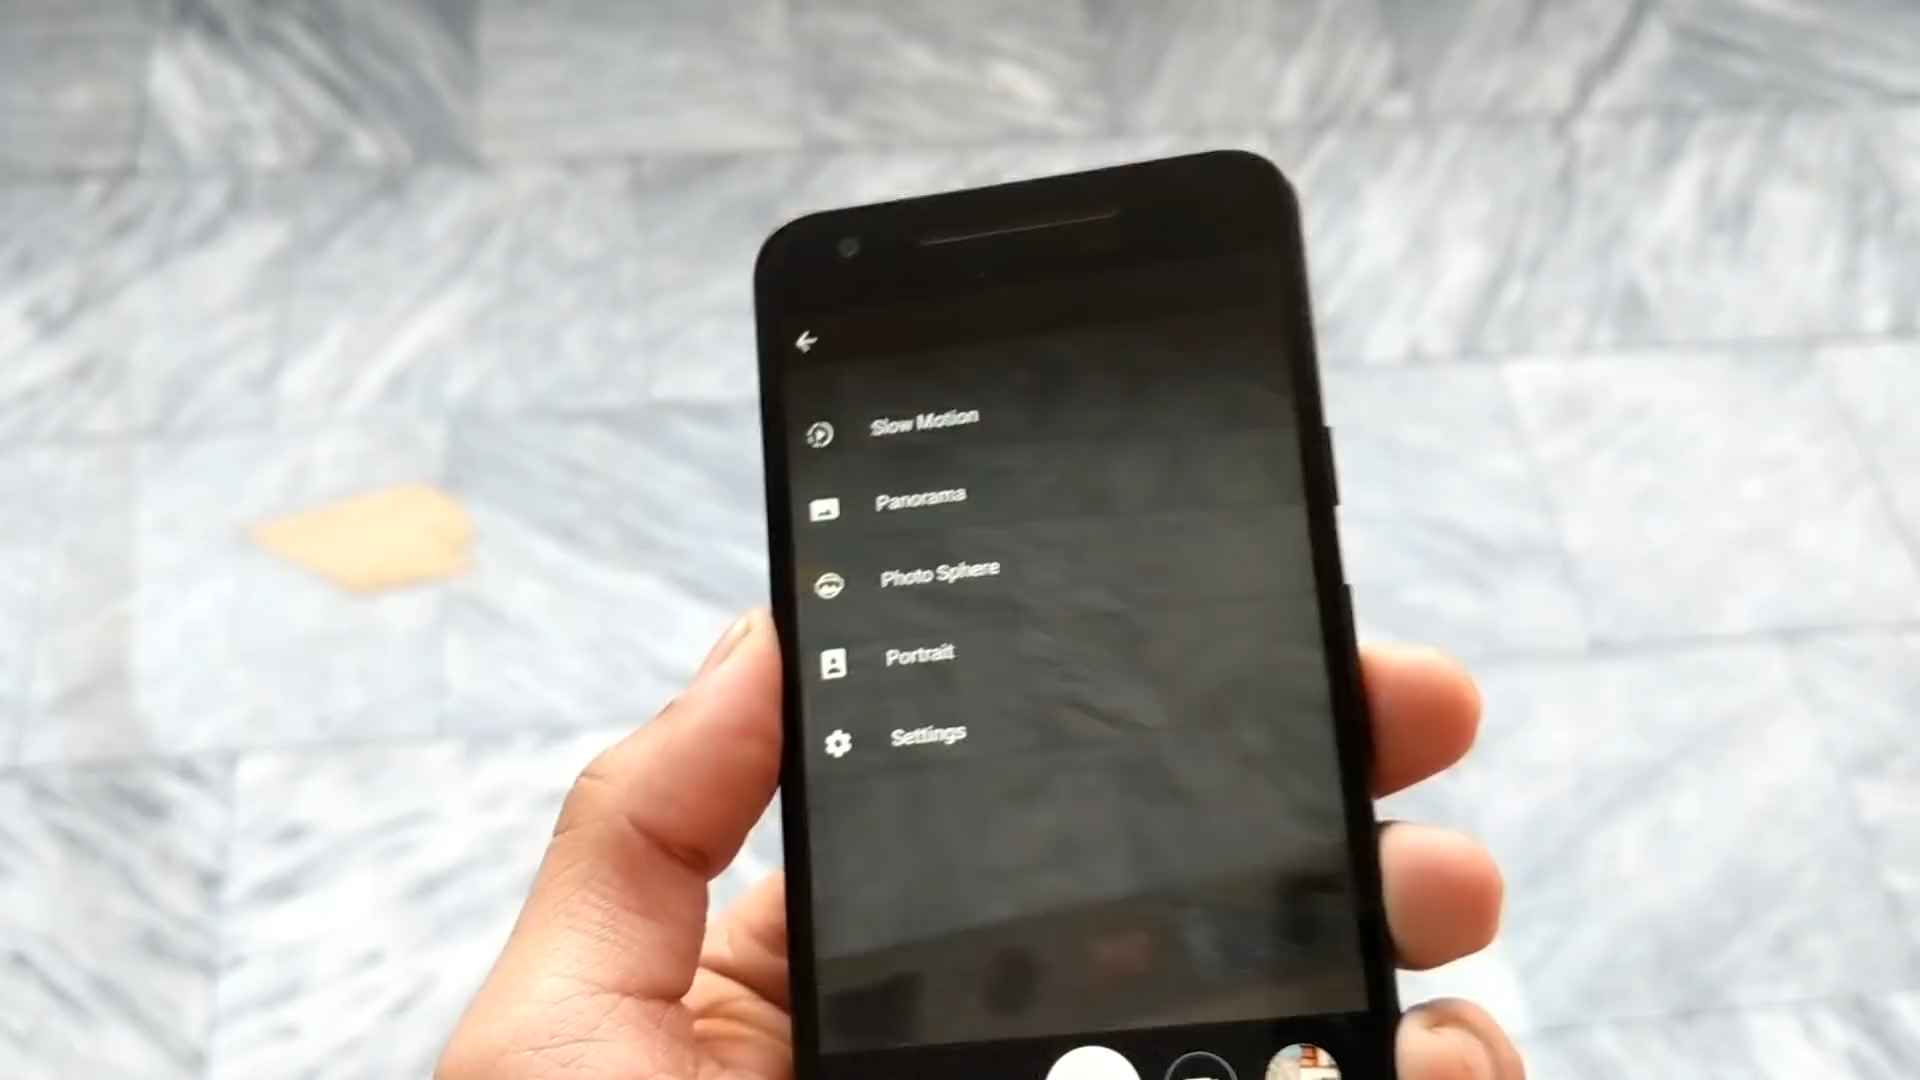 Slow Motion
Panorama
Photo Sphere
Portrait
Settings